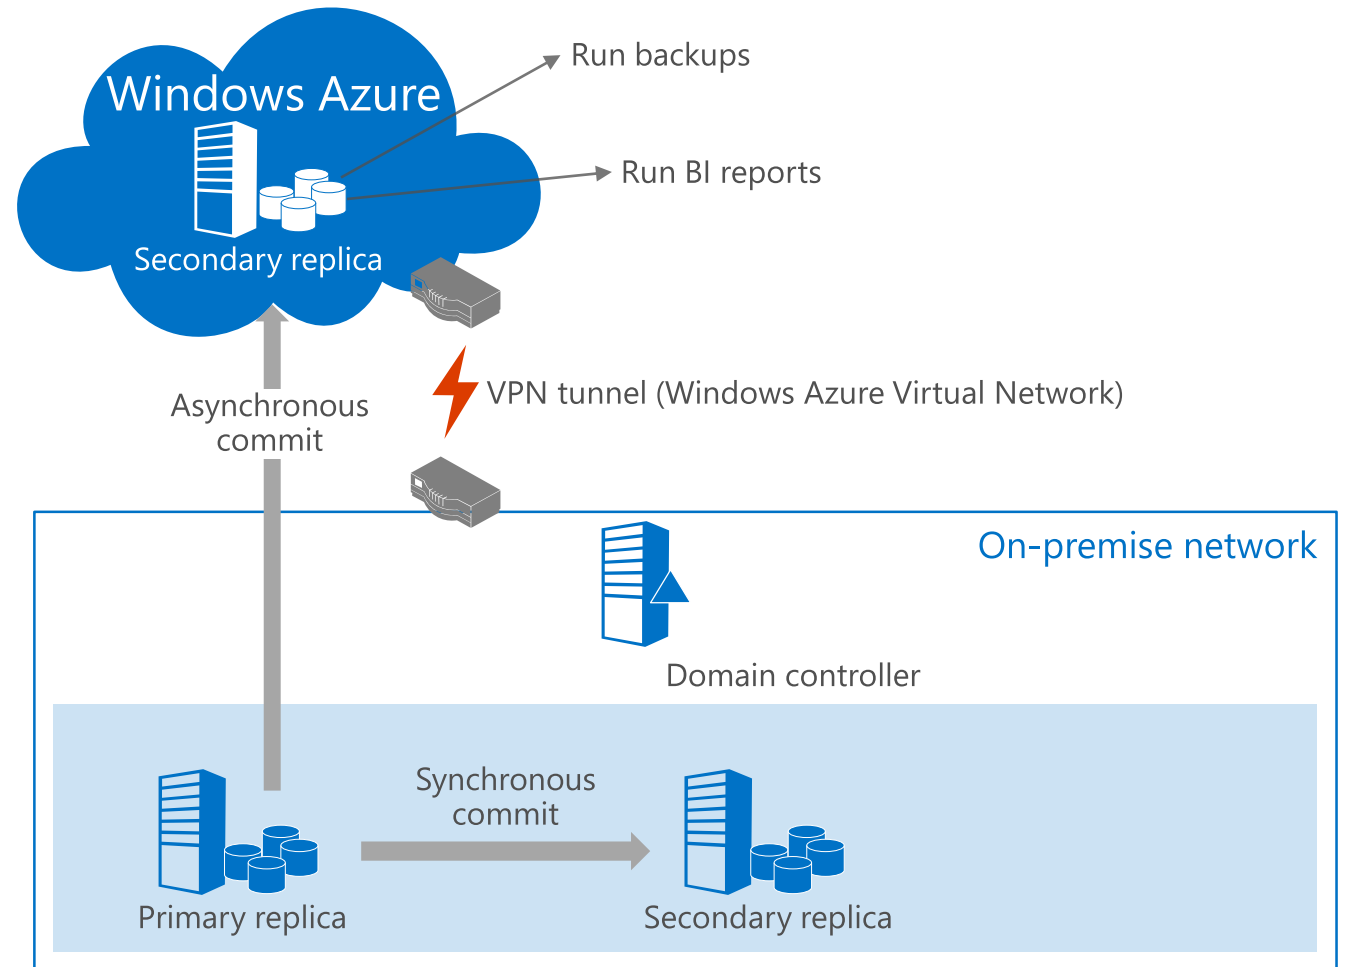 Run backups
Windows Azure
Run BI reports
Secondary replica
VPN tunnel (Windows Azure Virtual Network)
Asynchronous
commit
On-premise network
Domain controller
Synchronous
commit
Primary replica
Secondary replica